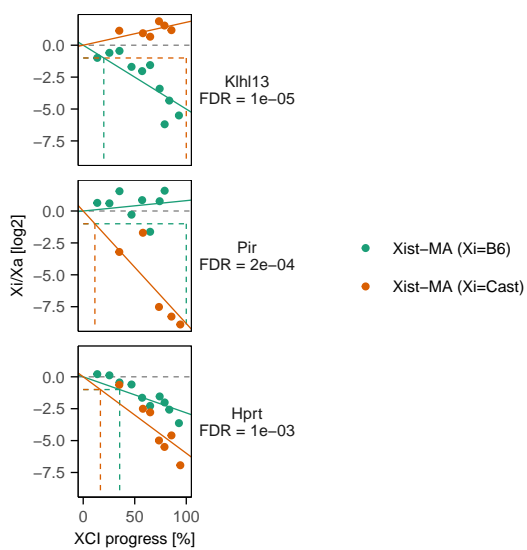 0.0
−2.5
−5.0
−7.5
Klhl13
FDR = 1e−05
0.0
−2.5
−5.0
−7.5
Pir
FDR = 2e−04
0.0
−2.5
−5.0
−7.5
Hprt
FDR = 1e−03
Xi/Xa [log2]
0 50 100
XCI progress [%]
Xist−MA (Xi=B6)
Xist−MA (Xi=Cast)